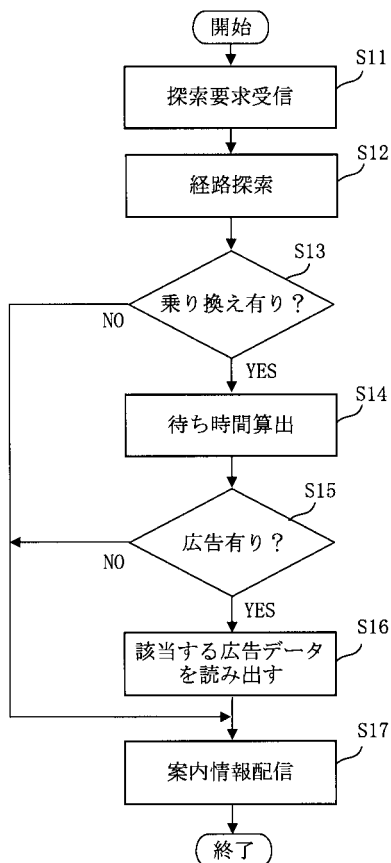 開始
S11
探索要求受信
S12
経路探索
S13
乗り換え有り？
NO
YES
S14
待ち時間算出
S15
広告有り？
NO
YES
S16
該当する広告データ
を読み出す
S17
案内情報配信
終了